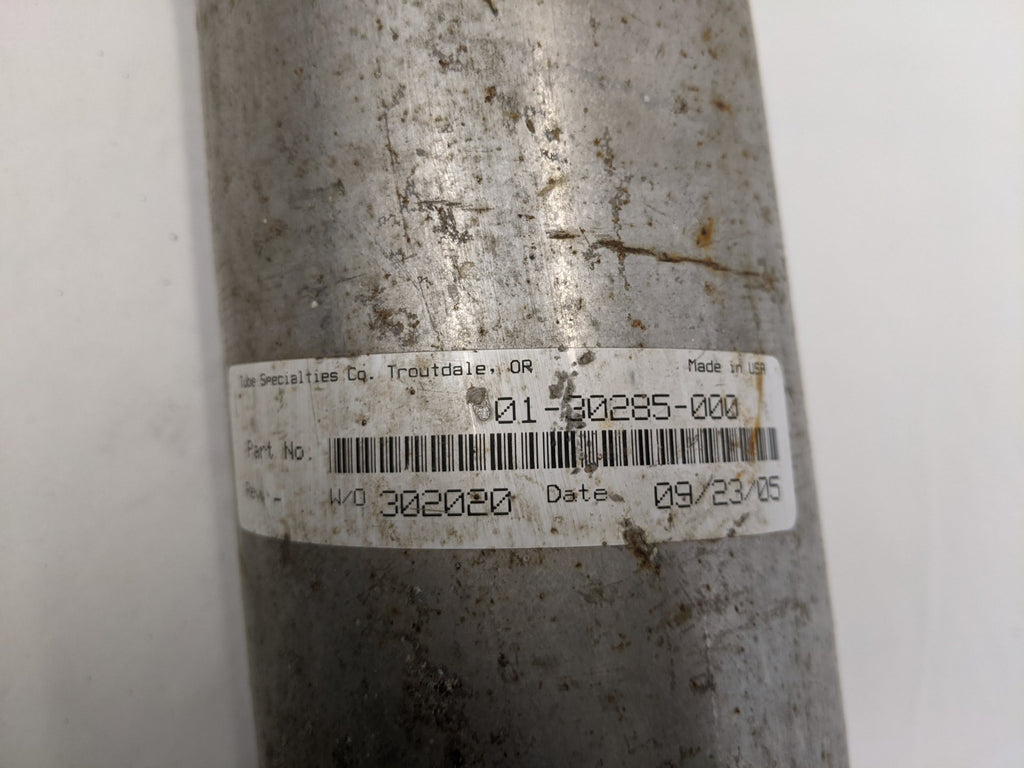 Tube Specialties Co. Troutdale, OR Made in USA
01-30285-000
Part No.
Rev. - W/O 302020 Date 09/23/05